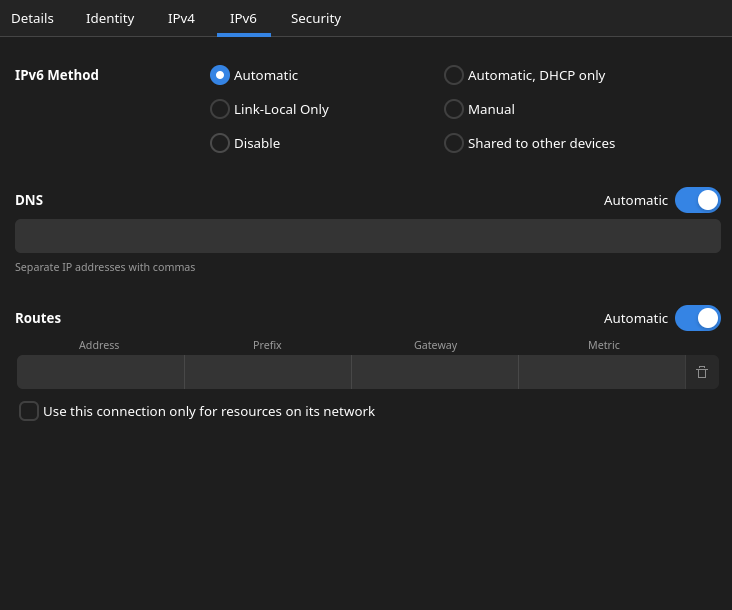 Details Identity IPv4 IPv6 Security
IPv6 Method Automatic Automatic, DHCP only
Link-Local Only Manual
Disable Shared to other devices
DNS Automatic
Separate IP addresses with commas
Routes Automatic
Address Prefix Gateway Metric
Use this connection only for resources on its network